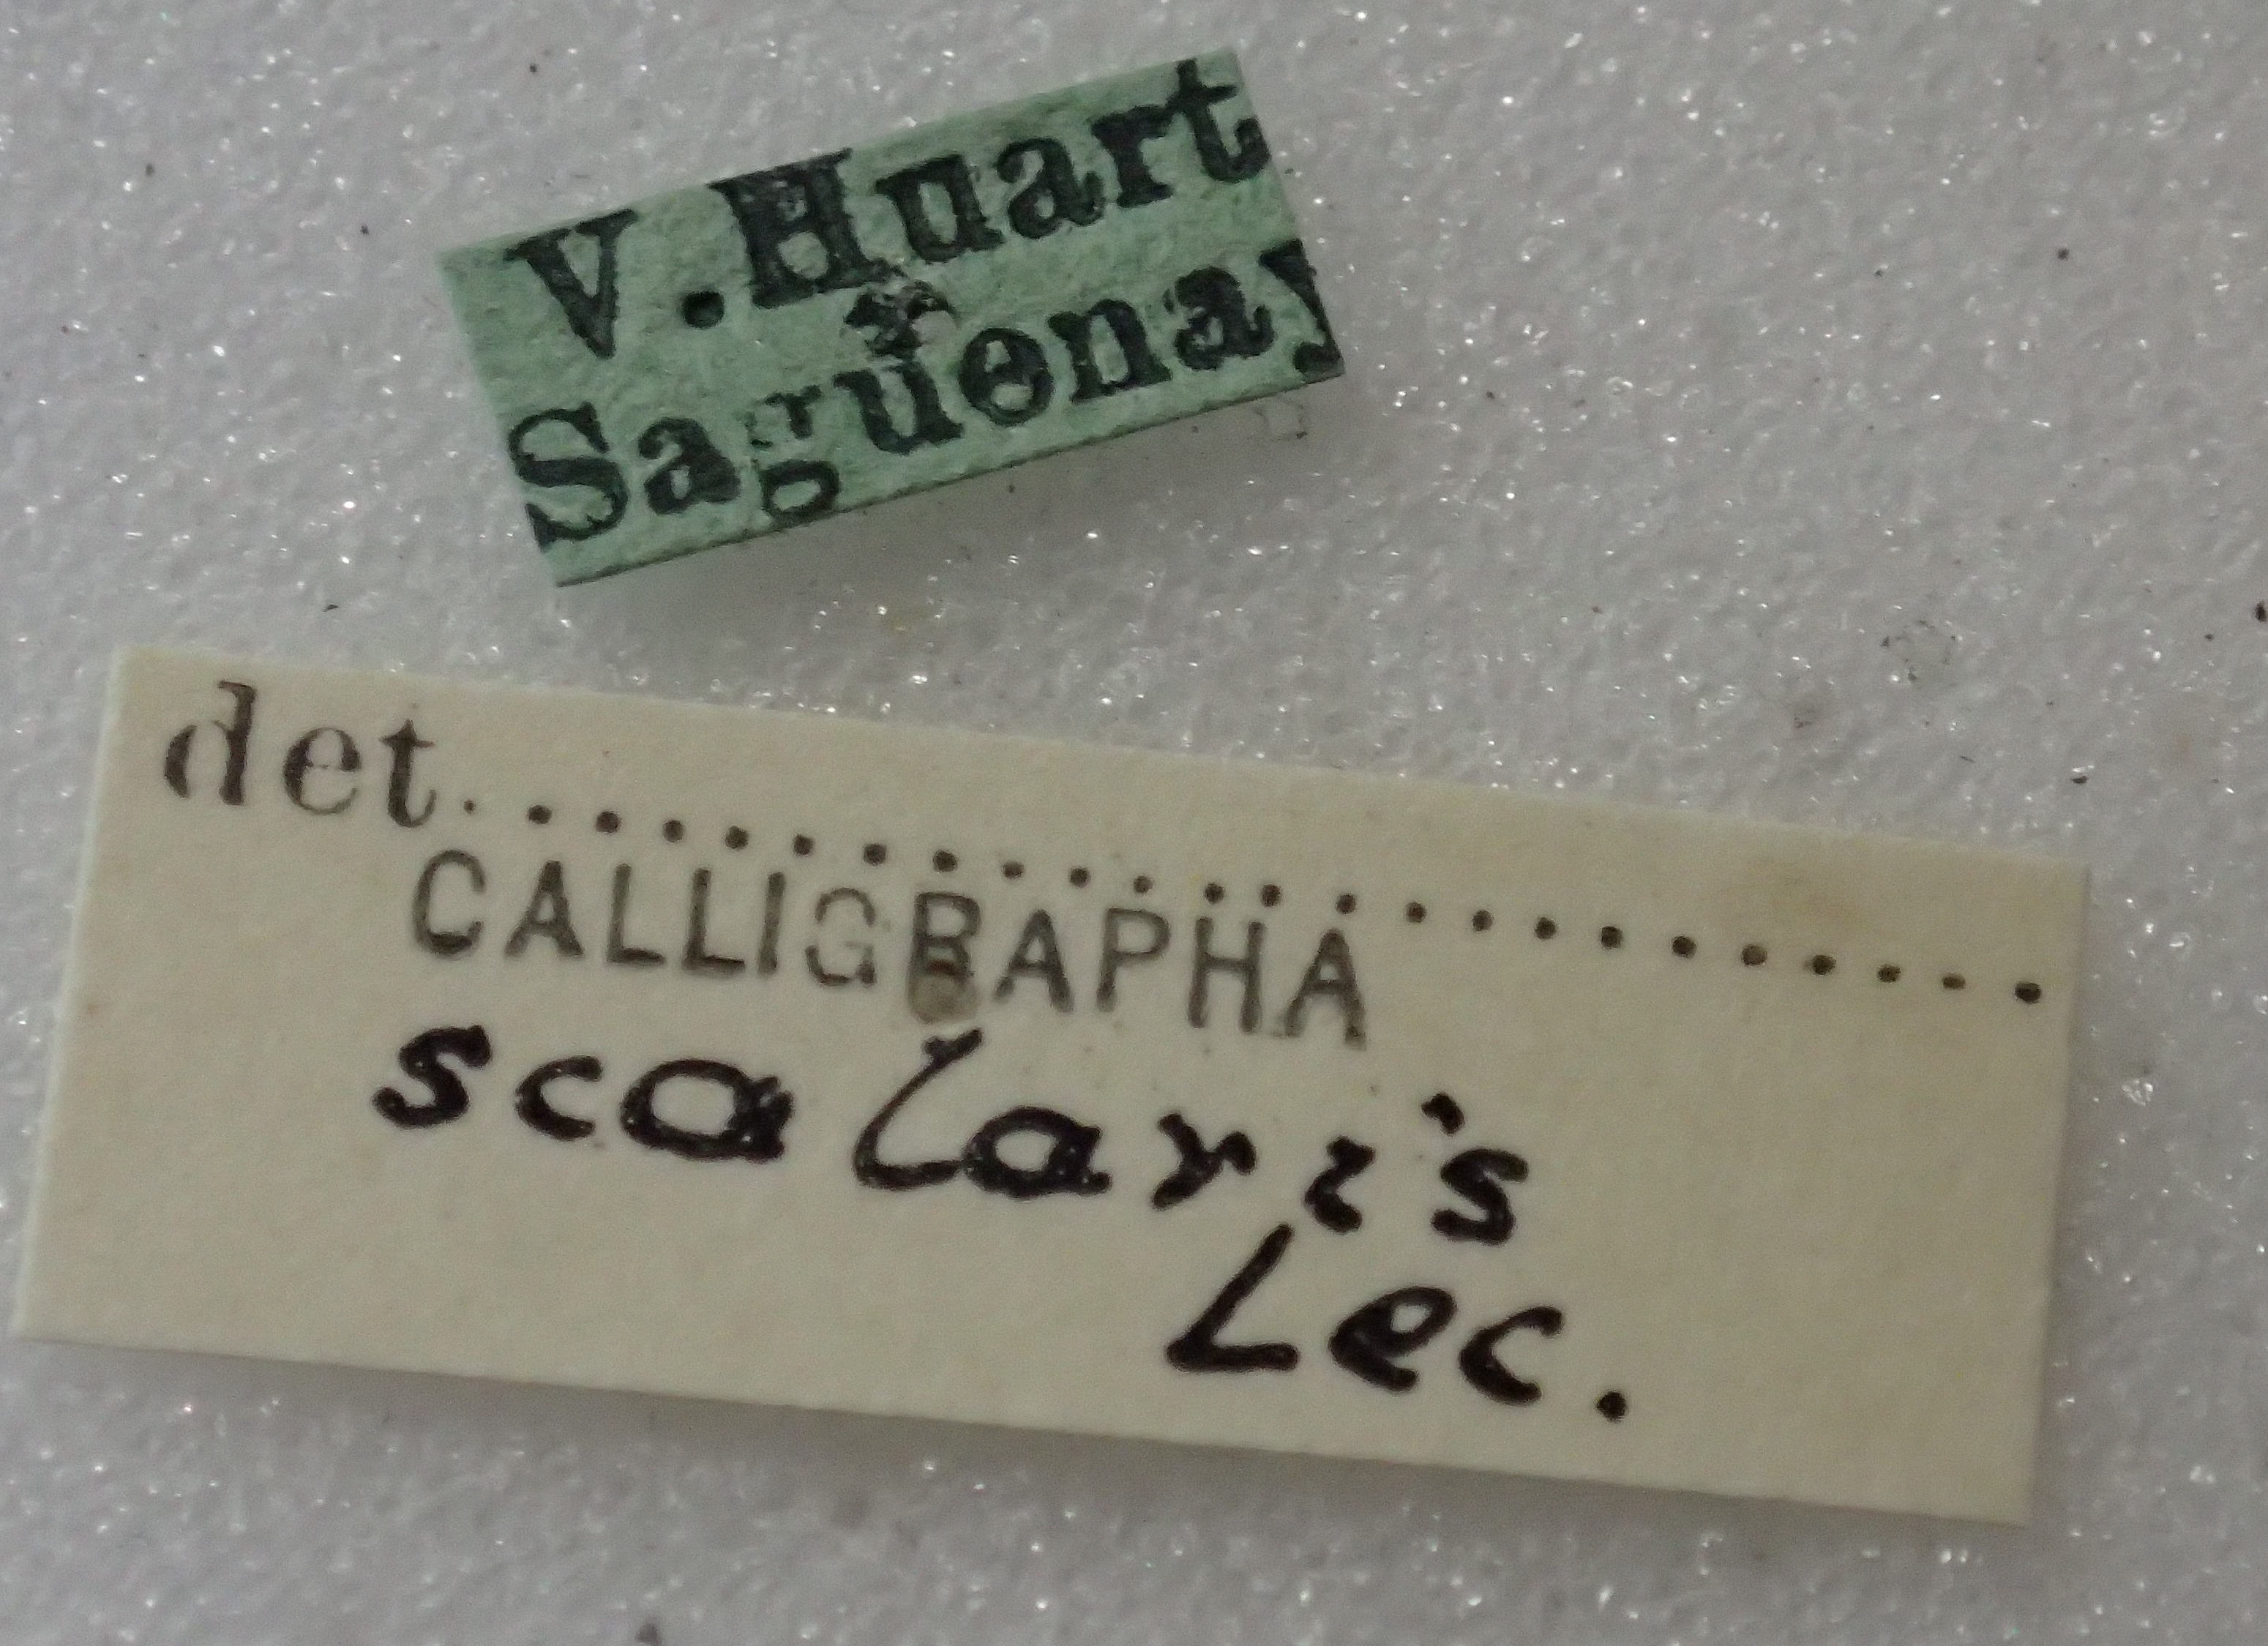 V.Huart
Saguenay
det.........................
CALLIGRAPHA
scalaris
Lec.